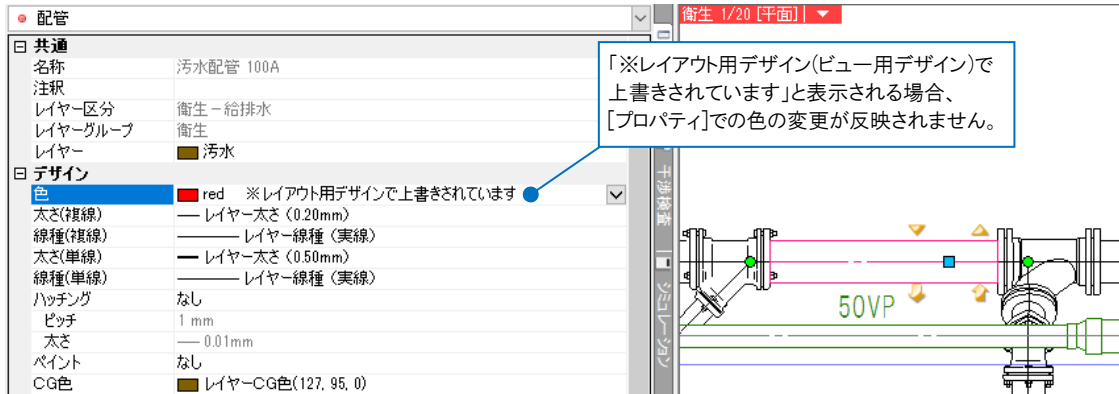 配管
共通
名称 汚水配管 100A
注釈
レイヤー区分 衛生－給排水
レイヤーグループ 衛生
レイヤー 汚水
デザイン
色 red ※レイアウト用デザインで上書きされています
太さ(複線) レイヤー太さ (0.20mm)
線種(複線) レイヤー線種 (実線)
太さ(単線) レイヤー太さ (0.50mm)
線種(単線) レイヤー線種 (実線)
ハッチング なし
ピッチ 1 mm
太さ 0.01mm
ペイント なし
CG色 レイヤーCG色(127, 95, 0)
干渉検査
シミュレーション
衛生 1/20 [平面]
「※レイアウト用デザイン(ビュー用デザイン)で
上書きされています」と表示される場合、
[プロパティ]での色の変更が反映されません。
50VP